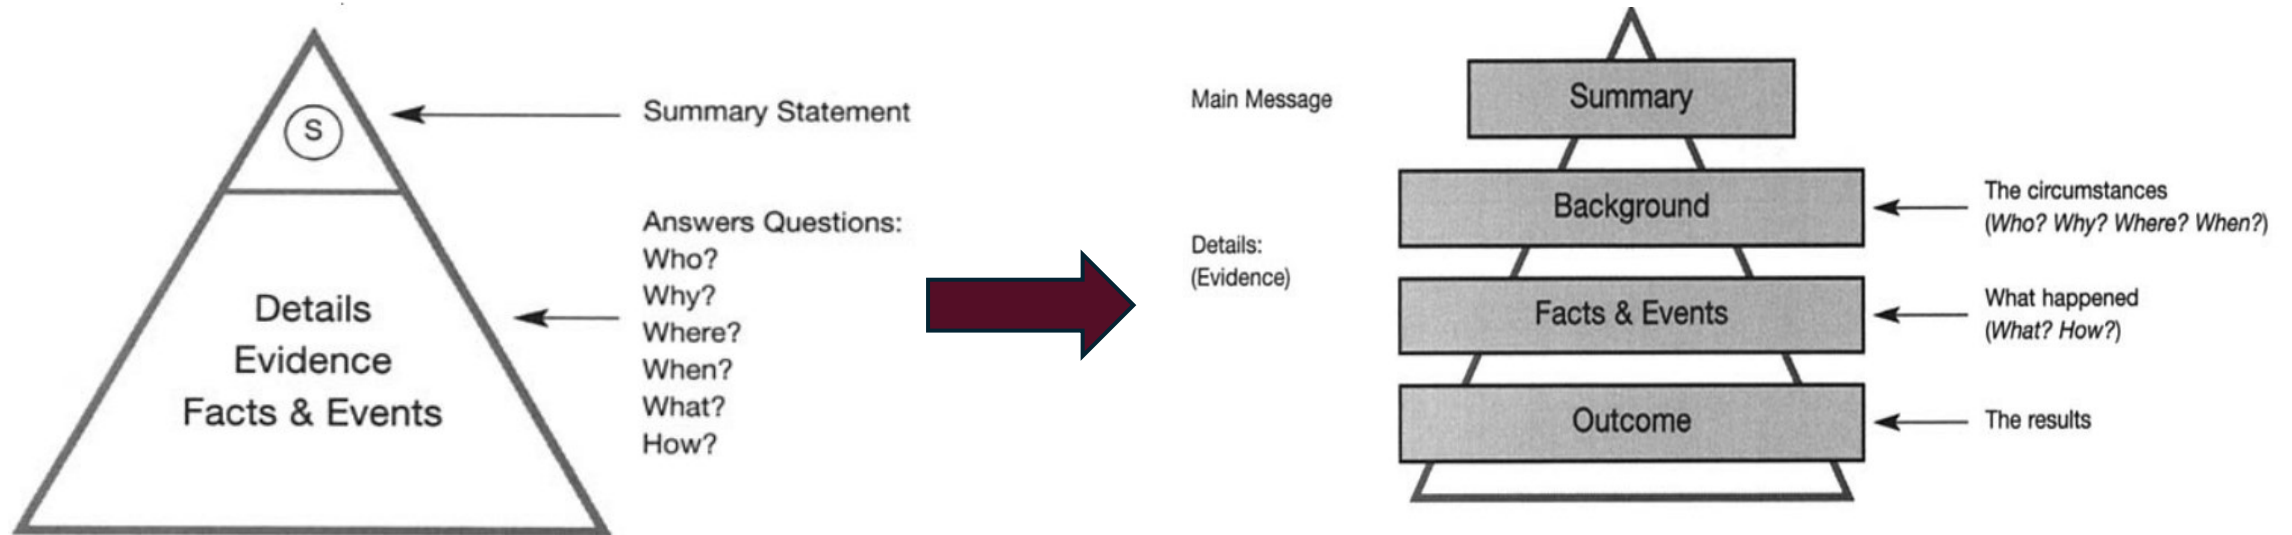 S
Summary Statement
Answers Questions:
Who?
Why?
Where?
When?
What?
How?
Details
Evidence
Facts & Events
Main Message
Summary
Details:
(Evidence)
Background
The circumstances
(Who? Why? Where? When?)
Facts & Events
What happened
(What? How?)
Outcome
The results